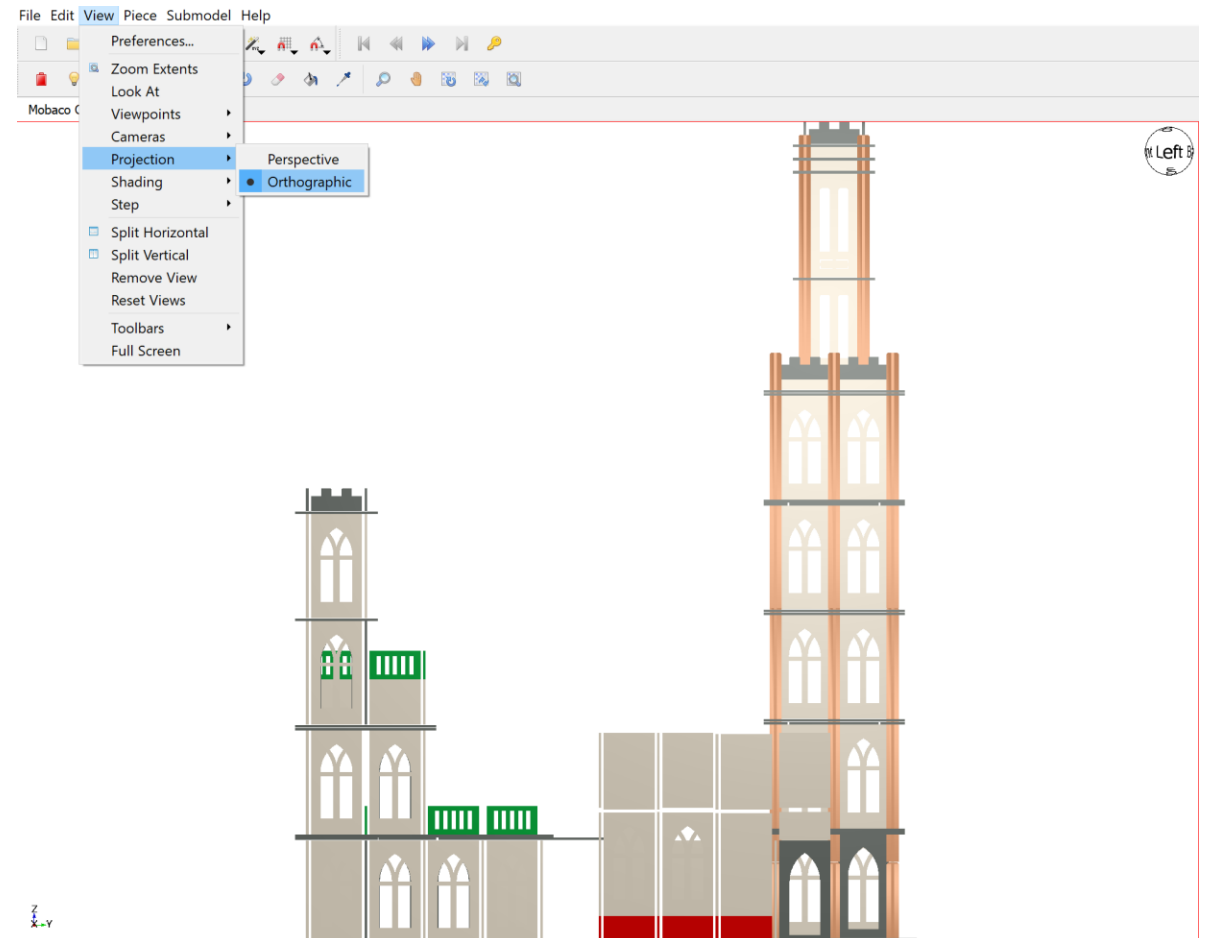 File Edit View Piece Submodel Help
Preferences...
Mobaco
Zoom Extents
Look At
Viewpoints
Cameras
Projection
Perspective
Shading
Orthographic
Step
Split Horizontal
Split Vertical
Remove View
Reset Views
Toolbars
Full Screen
Left
Z
X Y